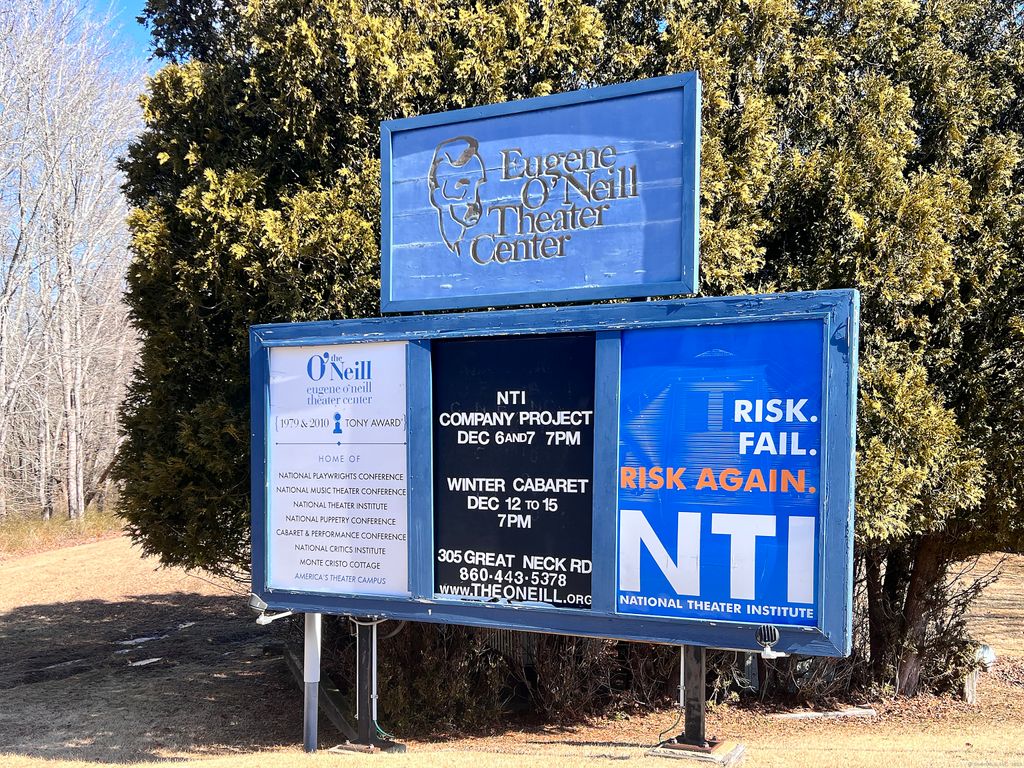 Eugene
O'Neill
Theater
Center
the
O'Neill
eugene o'neill
theater center
{1979 & 2010 TONY AWARD}
HOME OF
NATIONAL PLAYWRIGHTS CONFERENCE
NATIONAL MUSIC THEATER CONFERENCE
NATIONAL THEATER INSTITUTE
NATIONAL PUPPETRY CONFERENCE
CABARET & PERFORMANCE CONFERENCE
NATIONAL CRITICS INSTITUTE
MONTE CRISTO COTTAGE
AMERICA'S THEATER CAMPUS
NTI
COMPANY PROJECT
DEC 6 AND 7 7PM
WINTER CABARET
DEC 12 TO 15
7PM
305 GREAT NECK RD
860-443-5378
www.THEONEILL.ORG
RISK.
FAIL.
RISK AGAIN.
NTI
NATIONAL THEATER INSTITUTE